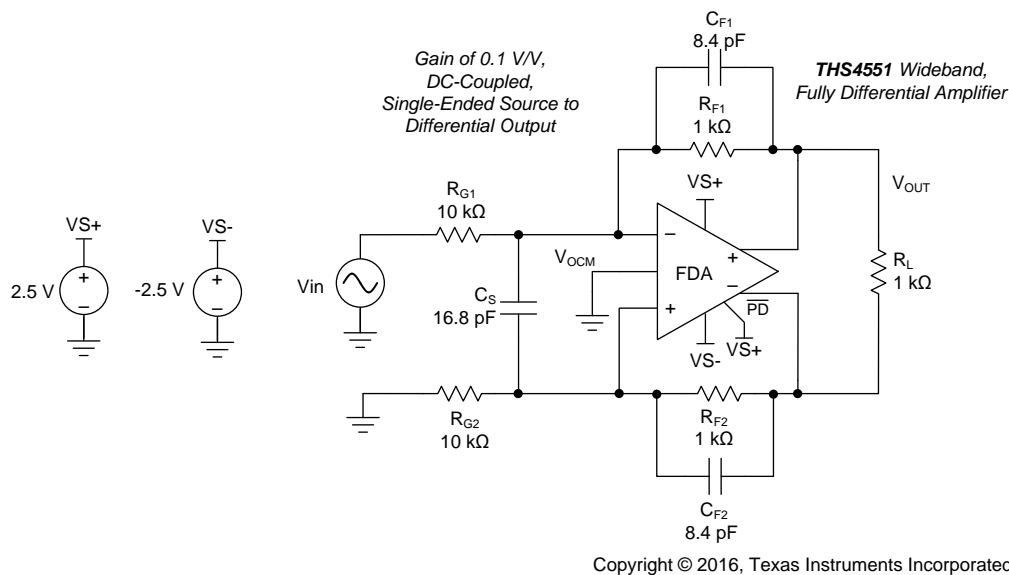 Gain of 0.1 V/V,
DC-Coupled,
Single-Ended Source to
Differential Output
CF1
8.4 pF
THS4551 Wideband,
Fully Differential Amplifier
RF1
1 kΩ
VS+
VOUT
RG1
10 kΩ
VS+
+
−
2.5 V
VS-
+
−
-2.5 V
Vin
VOCM
−
FDA
+
+
−
PD
VS+
VS-
RL
1 kΩ
CS
16.8 pF
RG2
10 kΩ
RF2
1 kΩ
CF2
8.4 pF
Copyright © 2016, Texas Instruments Incorporated